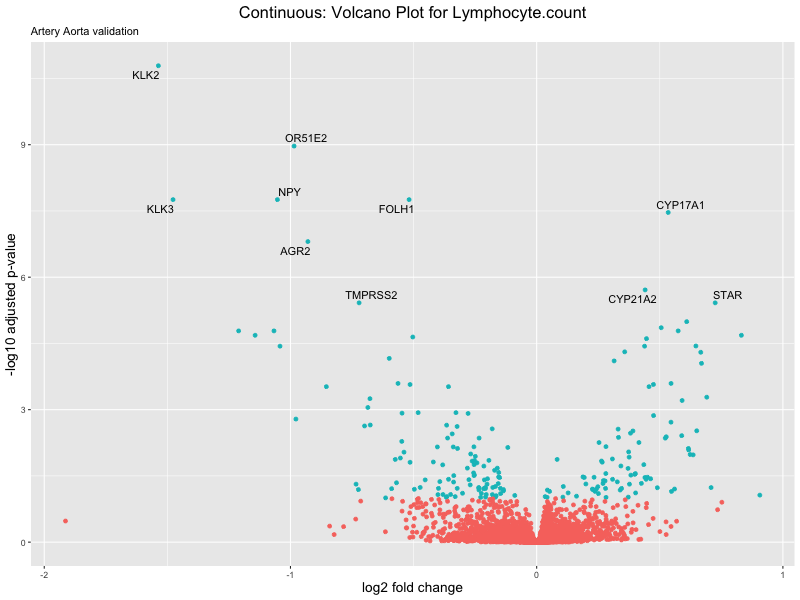 Continuous: Volcano Plot for Lymphocyte.count
Artery Aorta validation
KLK2
OR51E2
9
NPY
KLK3
FOLH1
CYP17A1
AGR2
6
TMPRSS2
CYP21A2
STAR
3
0
-2
-1
0
1
log2 fold change
-log10 adjusted p-value